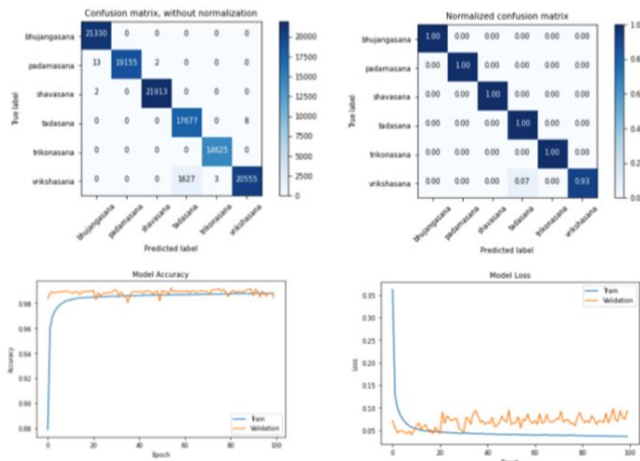 Confusion matrix, without normalization
bhujangasana 21330 0 0 0 0 0
padamasana 13 19155 2 0 0 0
shavasana 2 0 21913 0 0 0
tadasana 0 0 0 17677 0 8
trikonasana 0 0 0 0 14625 0
vrikshasana 0 0 0 1627 3 20555
True label
bhujangasana padamasana shavasana tadasana trikonasana vrikshasana
Predicted label
20000
17500
15000
12500
10000
7500
5000
2500
0
Normalized confusion matrix
bhujangasana 1.00 0.00 0.00 0.00 0.00 0.00
padamasana 0.00 1.00 0.00 0.00 0.00 0.00
shavasana 0.00 0.00 1.00 0.00 0.00 0.00
tadasana 0.00 0.00 0.00 1.00 0.00 0.00
trikonasana 0.00 0.00 0.00 0.00 1.00 0.00
vrikshasana 0.00 0.00 0.00 0.07 0.00 0.93
True label
bhujangasana padamasana shavasana tadasana trikonasana vrikshasana
Predicted label
1.0
0.8
0.6
0.4
0.2
0.0
Model Accuracy
0.98
0.96
0.94
0.92
0.90
0.88
Accuracy
0 20 40 60 80 100
Epoch
Train
Validation
Model Loss
Train
Validation
0.35
0.30
0.25
0.20
0.15
0.10
0.05
Loss
0 20 40 60 80 100